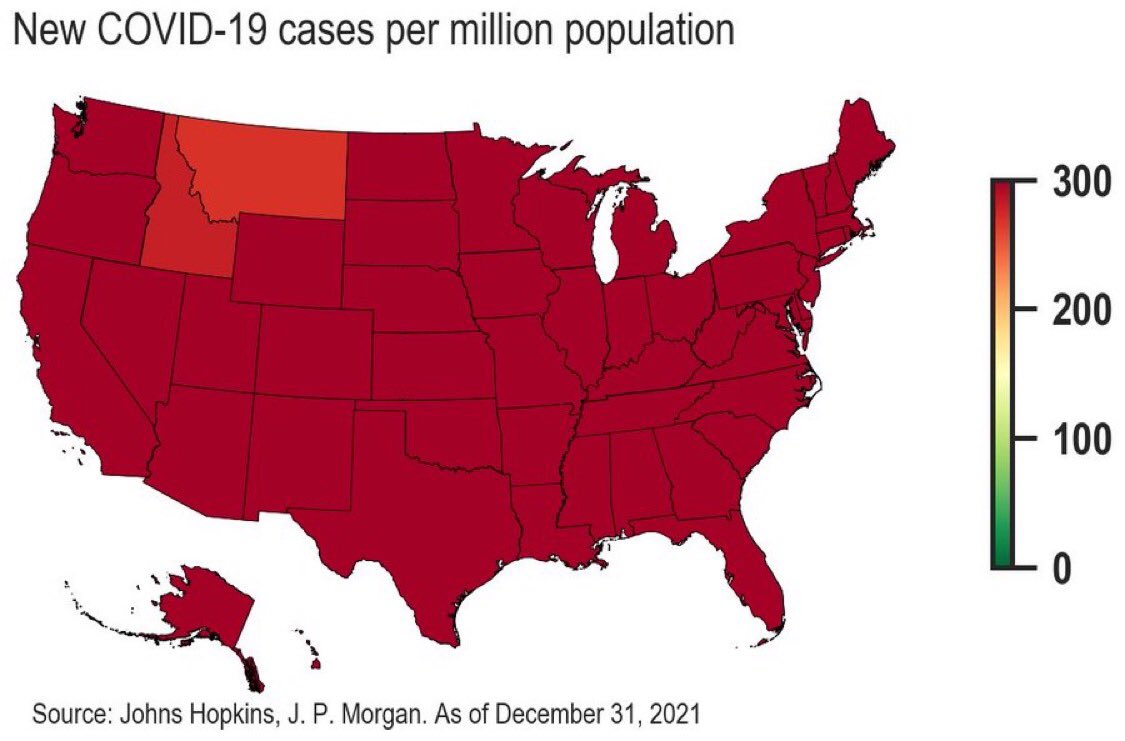 New COVID-19 cases per million population
300
200
100
0
Source: Johns Hopkins, J. P. Morgan. As of December 31, 2021